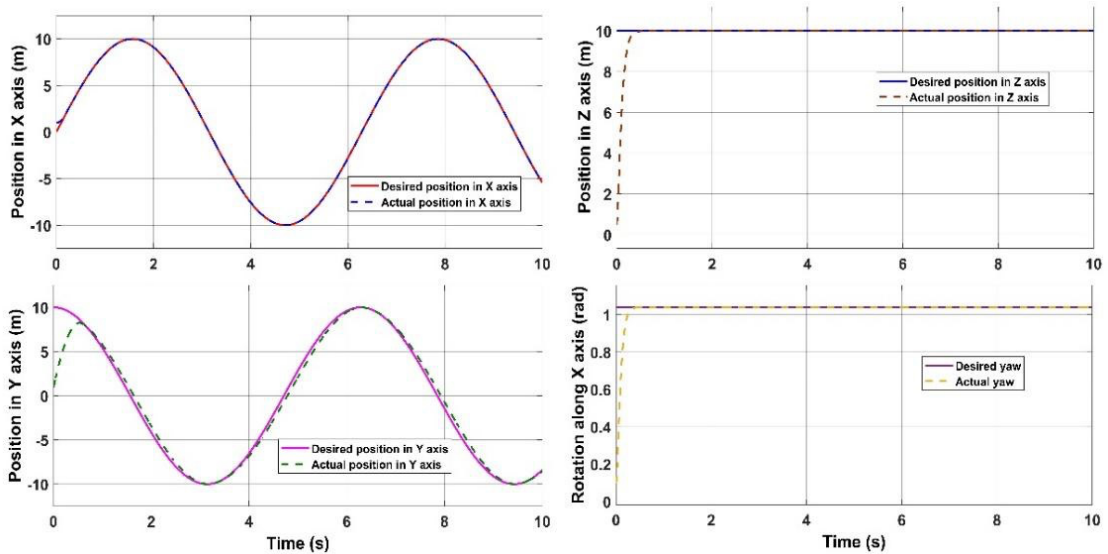 Position in X axis (m)
10
5
0
-5
-10
Desired position in X axis
Actual position in X axis
0 2 4 6 8 10
Position in Z axis (m)
10
8
6
4
2
0
Desired position in Z axis
Actual position in Z axis
0 2 4 6 8 10
Position in Y axis (m)
10
5
0
-5
-10
Desired position in Y axis
Actual position in Y axis
0 2 4 6 8 10
Time (s)
Rotation along X axis (rad)
1
0.8
0.6
0.4
0.2
0
Desired yaw
Actual yaw
0 2 4 6 8 10
Time (s)